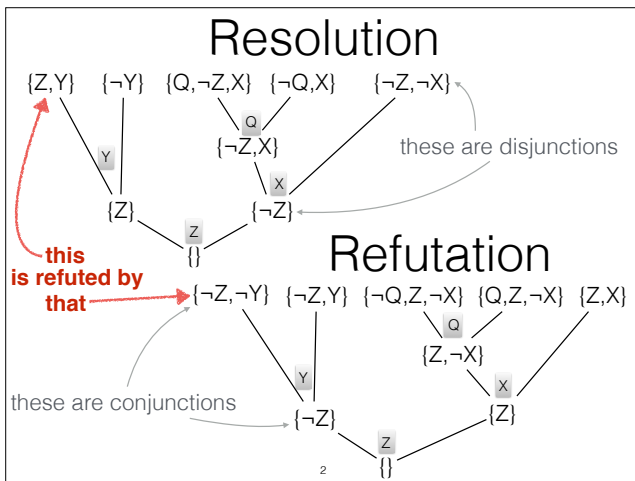 Resolution
{Z,Y} {¬Y} {Q,¬Z,X} {¬Q,X} {¬Z,¬X}
Q
{¬Z,X}
these are disjunctions
Y
X
{Z} {¬Z}
Z
{}
this
is refuted by
that
Refutation
{¬Z,¬Y} {¬Z,Y} {¬Q,Z,¬X} {Q,Z,¬X} {Z,X}
Q
{Z,¬X}
Y
X
these are conjunctions
{¬Z} {Z}
Z
{}
2